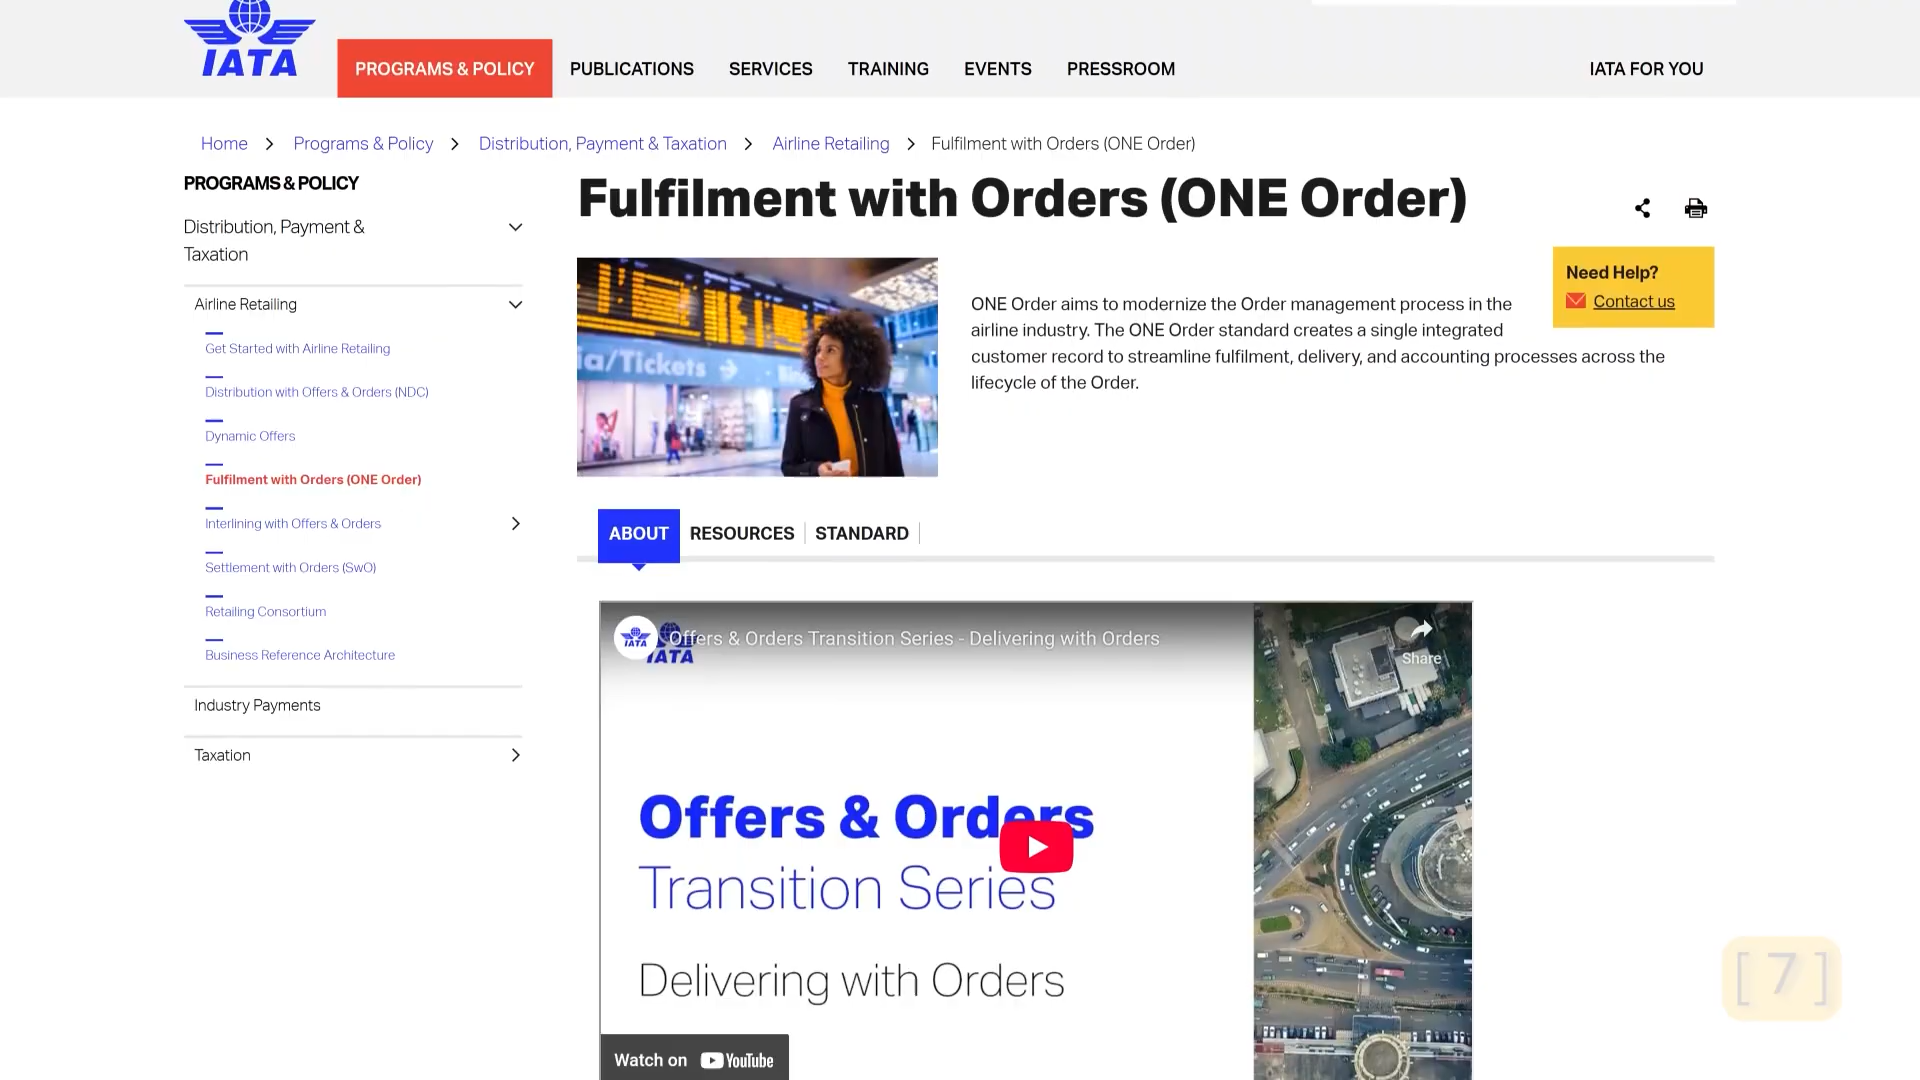 IATA
PROGRAMS & POLICY
PUBLICATIONS
SERVICES
TRAINING
EVENTS
PRESSROOM
IATA FOR YOU
Home > Programs & Policy > Distribution, Payment & Taxation > Airline Retailing > Fulfilment with Orders (ONE Order)
PROGRAMS & POLICY
Distribution, Payment &
Taxation
Airline Retailing
Get Started with Airline Retailing
Distribution with Offers & Orders (NDC)
Dynamic Offers
Fulfilment with Orders (ONE Order)
Interlining with Offers & Orders
Settlement with Orders (SwO)
Retailing Consortium
Business Reference Architecture
Industry Payments
Taxation
Fulfilment with Orders (ONE Order)
Need Help?
Contact us
ia/Tickets
ONE Order aims to modernize the Order management process in the
airline industry. The ONE Order standard creates a single integrated
customer record to streamline fulfilment, delivery, and accounting processes across the
lifecycle of the Order.
ABOUT
RESOURCES
STANDARD
IATA
IATA
Offers & Orders Transition Series - Delivering with Orders
Share
Offers & Orders
Transition Series
Delivering with Orders
Watch on YouTube
[7]